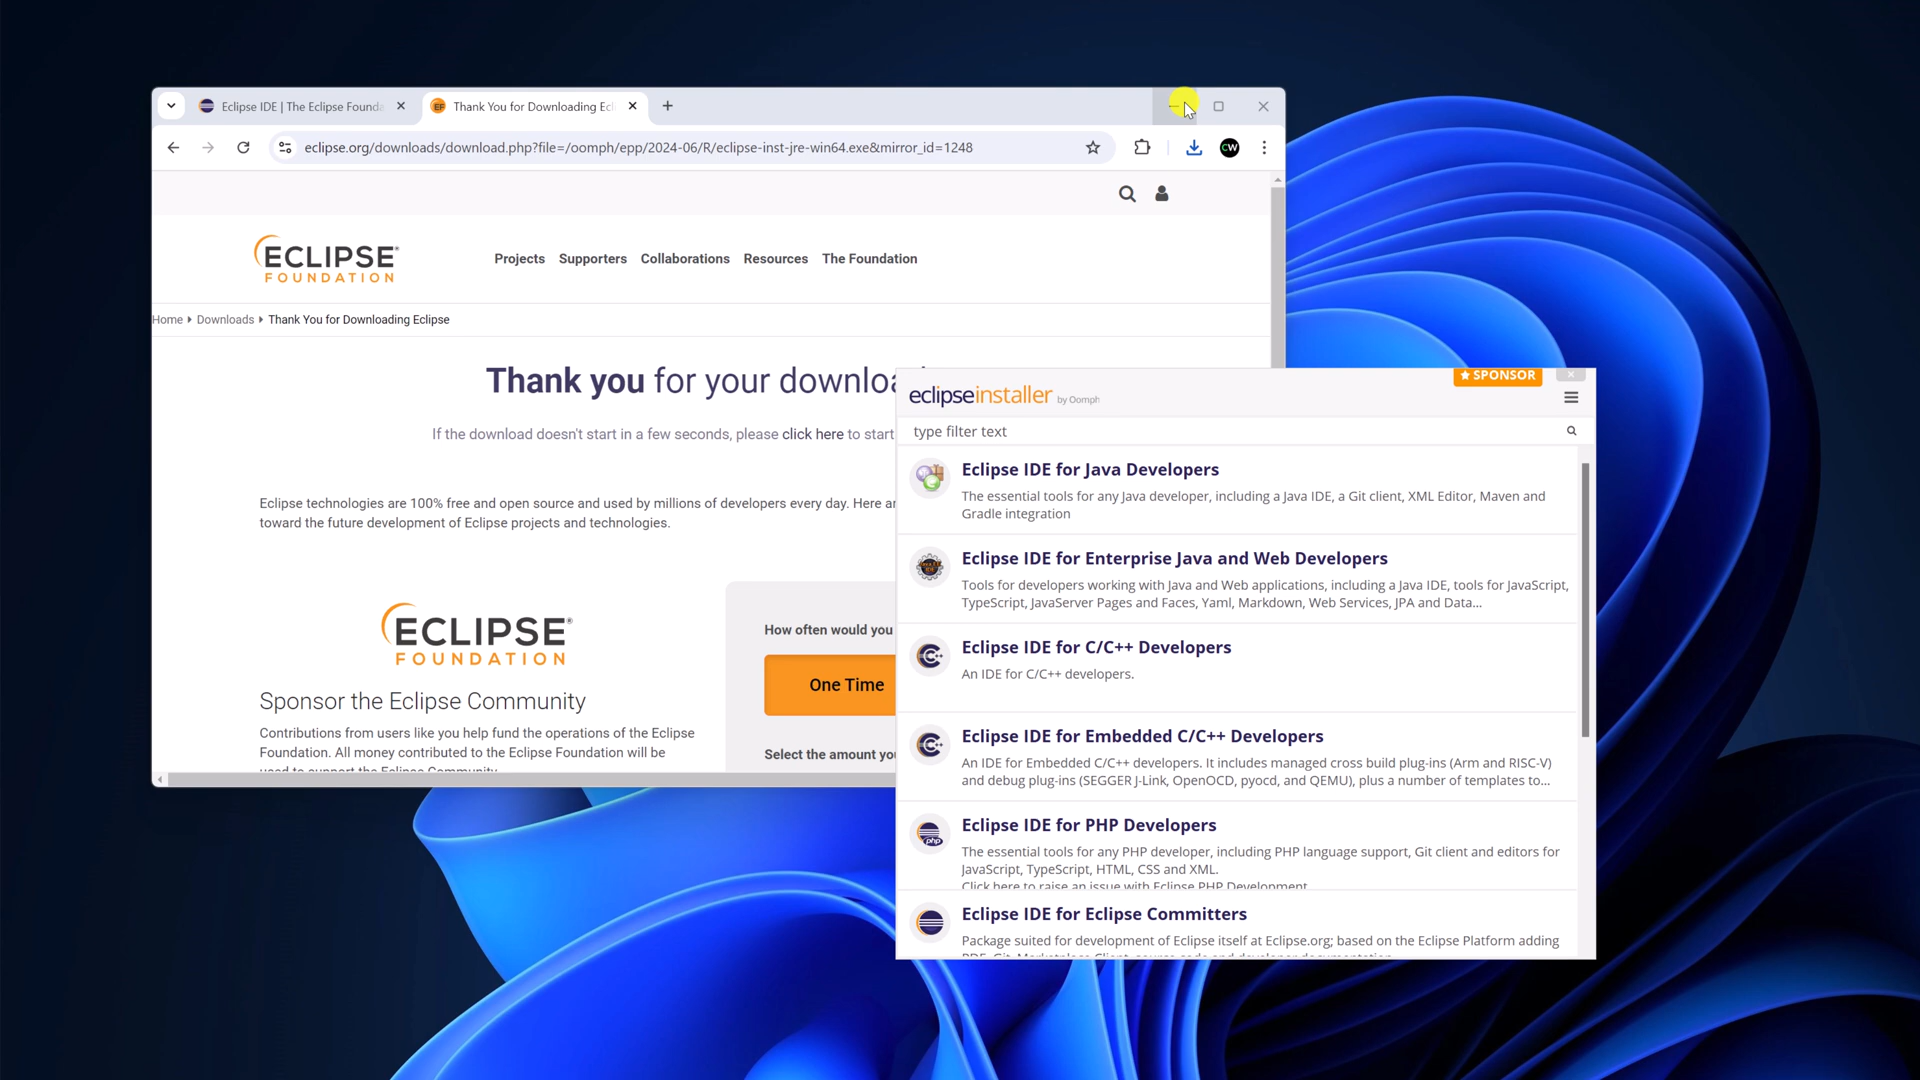 Eclipse IDE | The Eclipse Founda
EF
Thank You for Downloading Ecl
eclipse.org/downloads/download.php?file=/oomph/epp/2024-06/R/eclipse-inst-jre-win64.exe&mirror_id=1248
CW
ECLIPSE®
FOUNDATION
Projects
Supporters
Collaborations
Resources
The Foundation
Home
Downloads
Thank You for Downloading Eclipse
Thank you for your downloa
If the download doesn't start in a few seconds, please click here to start
Eclipse technologies are 100% free and open source and used by millions of developers every day. Here ar
toward the future development of Eclipse projects and technologies.
ECLIPSE®
FOUNDATION
Sponsor the Eclipse Community
Contributions from users like you help fund the operations of the Eclipse
Foundation. All money contributed to the Eclipse Foundation will be
used to support the Eclipse Community.
How often would you
One Time
Select the amount you
SPONSOR
eclipseinstaller by Oomph
type filter text
Eclipse IDE for Java Developers
The essential tools for any Java developer, including a Java IDE, a Git client, XML Editor, Maven and
Gradle integration
Eclipse IDE for Enterprise Java and Web Developers
Tools for developers working with Java and Web applications, including a Java IDE, tools for JavaScript,
TypeScript, JavaServer Pages and Faces, Yaml, Markdown, Web Services, JPA and Data...
Eclipse IDE for C/C++ Developers
An IDE for C/C++ developers.
Eclipse IDE for Embedded C/C++ Developers
An IDE for Embedded C/C++ developers. It includes managed cross build plug-ins (Arm and RISC-V)
and debug plug-ins (SEGGER J-Link, OpenOCD, pyocd, and QEMU), plus a number of templates to...
Eclipse IDE for PHP Developers
php
The essential tools for any PHP developer, including PHP language support, Git client and editors for
JavaScript, TypeScript, HTML, CSS and XML.
Click here to raise an issue with Eclipse PHP Development
Eclipse IDE for Eclipse Committers
Package suited for development of Eclipse itself at Eclipse.org; based on the Eclipse Platform adding
PDE, Git, Marketplace Client, source code and developer documentation.